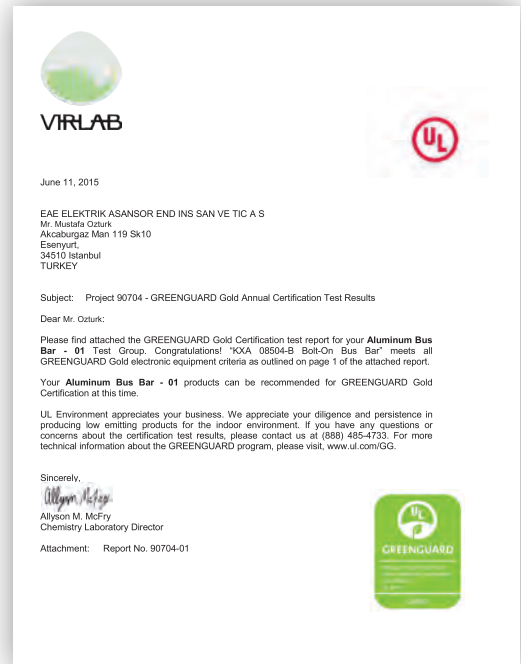 VIRLAB
UL
June 11, 2015
EAE ELEKTRIK ASANSOR END INS SAN VE TIC A S
Mr. Mustafa Ozturk
Akcaburgaz Man 119 Sk10
Esenyurt,
34510 Istanbul
TURKEY
Subject: Project 90704 - GREENGUARD Gold Annual Certification Test Results
Dear Mr. Ozturk:
Please find attached the GREENGUARD Gold Certification test report for your Aluminum Bus
Bar - 01 Test Group. Congratulations! "KXA 08504-B Bolt-On Bus Bar" meets all
GREENGUARD Gold electronic equipment criteria as outlined on page 1 of the attached report.
Your Aluminum Bus Bar - 01 products can be recommended for GREENGUARD Gold
Certification at this time.
UL Environment appreciates your business. We appreciate your diligence and persistence in
producing low emitting products for the indoor environment. If you have any questions or
concerns about the certification test results, please contact us at (888) 485-4733. For more
technical information about the GREENGUARD program, please visit, www.ul.com/GG.
Sincerely,
Allyson McFry
Allyson M. McFry
Chemistry Laboratory Director
Attachment: Report No. 90704-01
UL
GREENGUARD